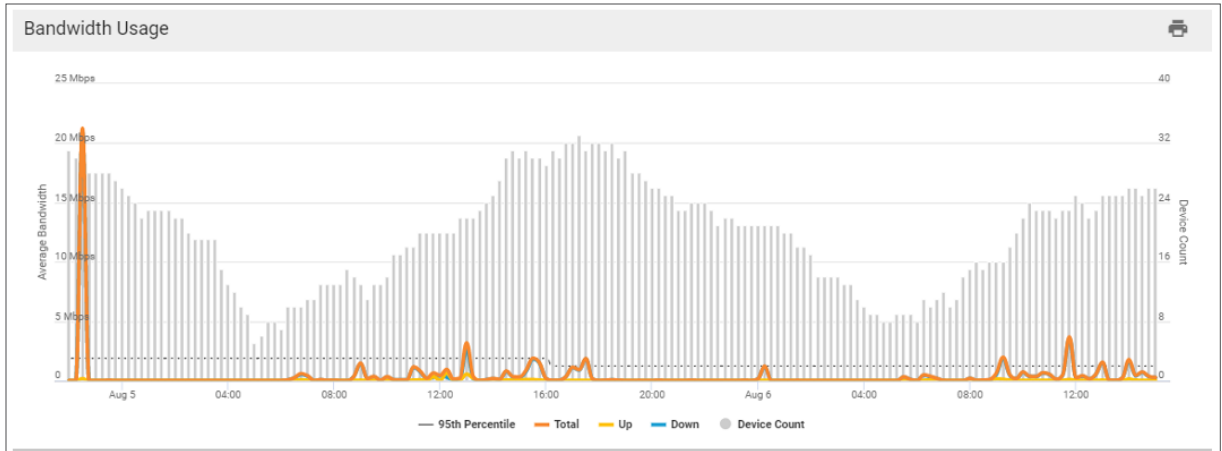 Bandwidth Usage
25 Mbps
40
20 Mbps
32
15 Mbps
24
10 Mbps
16
5 Mbps
8
0
0
Average Bandwidth
Device Count
Aug 5
04:00
08:00
12:00
16:00
20:00
Aug 6
04:00
08:00
12:00
95th Percentile
Total
Up
Down
Device Count